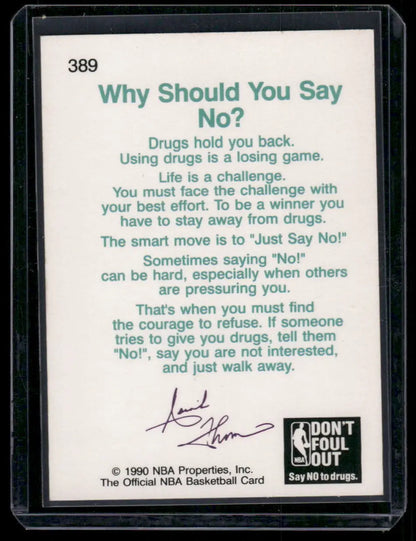 389
Why Should You Say
No?
Drugs hold you back.
Using drugs is a losing game.
Life is a challenge.
You must face the challenge with
your best effort. To be a winner you
have to stay away from drugs.
The smart move is to "Just Say No!"
Sometimes saying "No!"
can be hard, especially when others
are pressuring you.
That's when you must find
the courage to refuse. If someone
tries to give you drugs, tell them
"No!", say you are not interested,
and just walk away.
DON'T
FOUL
OUT
NBA
Say NO to drugs.
© 1990 NBA Properties, Inc.
The Official NBA Basketball Card